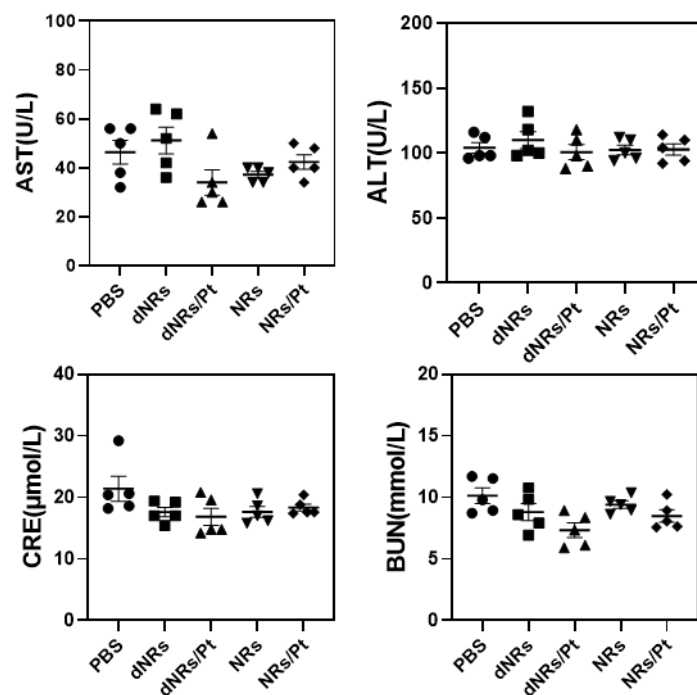 AST(U/L)
100
80
60
40
20
0
PBS
dNRs
dNRs/Pt
NRs
NRs/Pt
ALT(U/L)
200
150
100
50
0
PBS
dNRs
dNRs/Pt
NRs
NRs/Pt
CRE(μmol/L)
40
30
20
10
0
PBS
dNRs
dNRs/Pt
NRs
NRs/Pt
BUN(mmol/L)
20
15
10
5
0
PBS
dNRs
dNRs/Pt
NRs
NRs/Pt